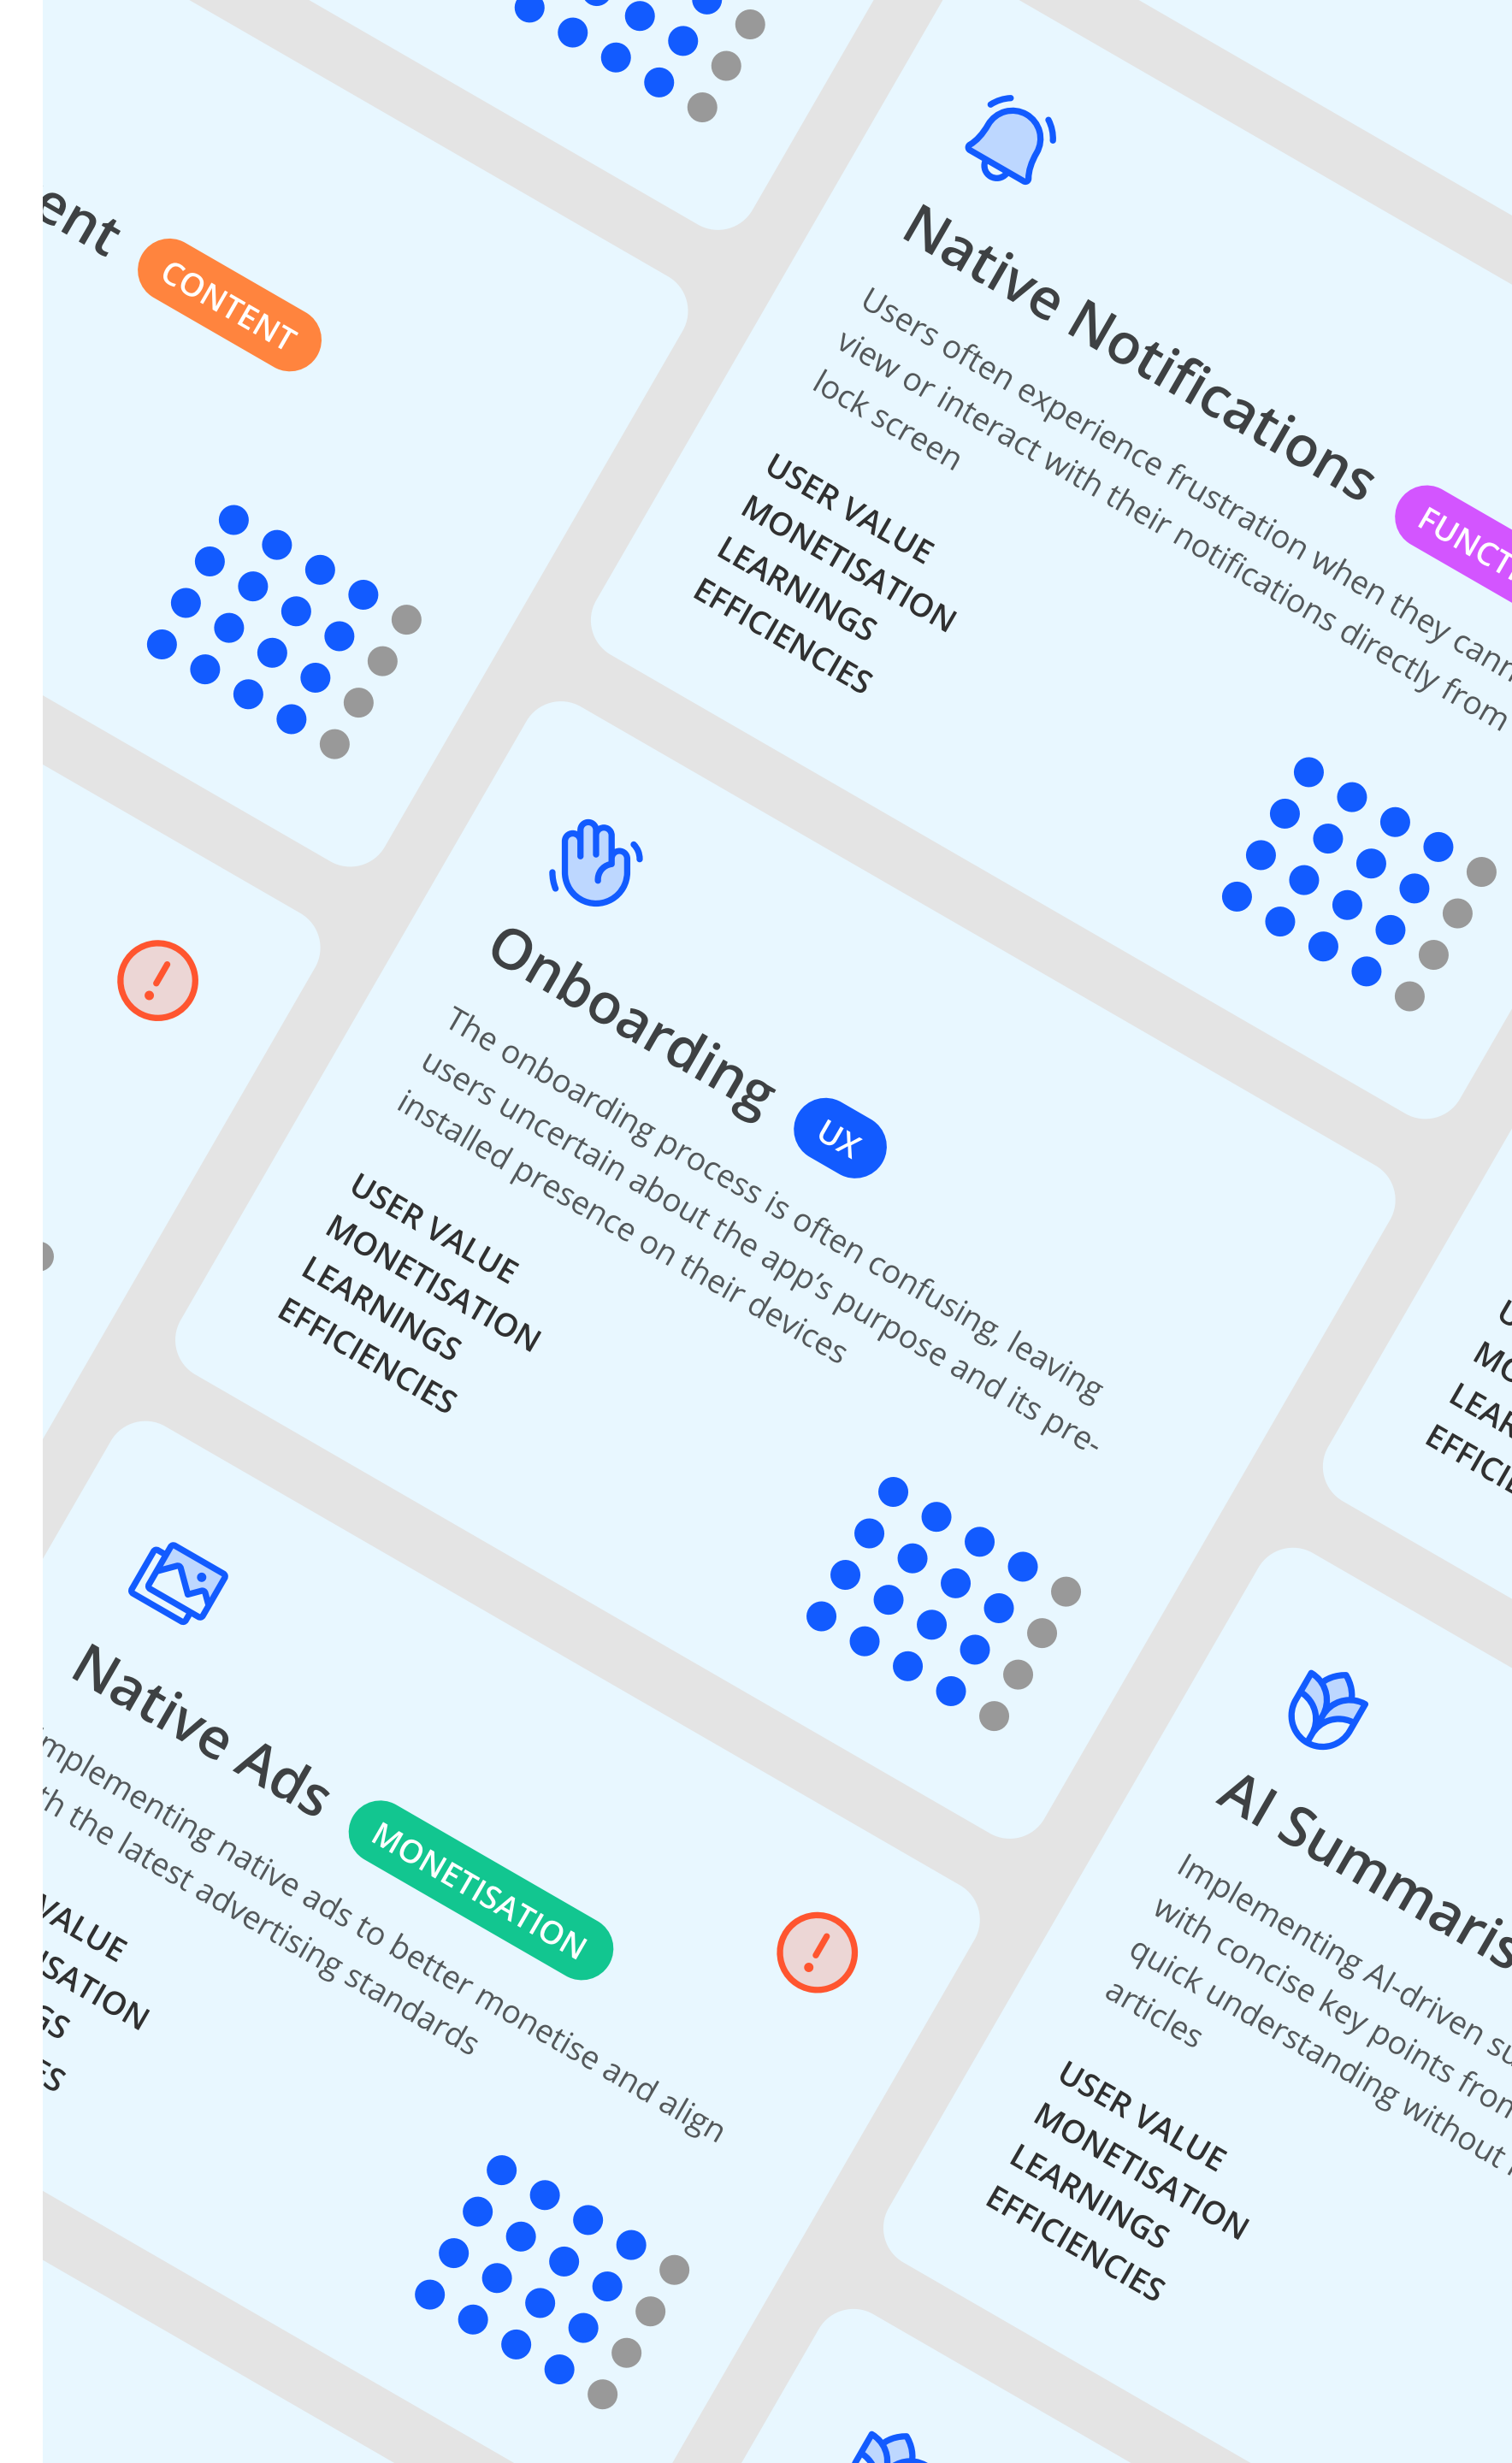 ent CONTENT
Native Notifications
Users often experience frustration when they
view or interact with their notifications directly from
lock screen
USER VALUE
MONETISATION
LEARNINGS
EFFICIENCIES
Onboarding UX
The onboarding process is often confusing, leaving
users uncertain about the app’s purpose and its pre-
installed presence on their devices
USER VALUE
MONETISATION
LEARNINGS
EFFICIENCIES
Native Ads MONETISATION
mplementing native ads to better monetise and align
th the latest advertising standards
VALUE
ISATION
GS
ES
AI Summaris
Implementing AI-driven su
with concise key points from
quick understanding without
articles
USER VALUE
MONETISATION
LEARNINGS
EFFICIENCIES